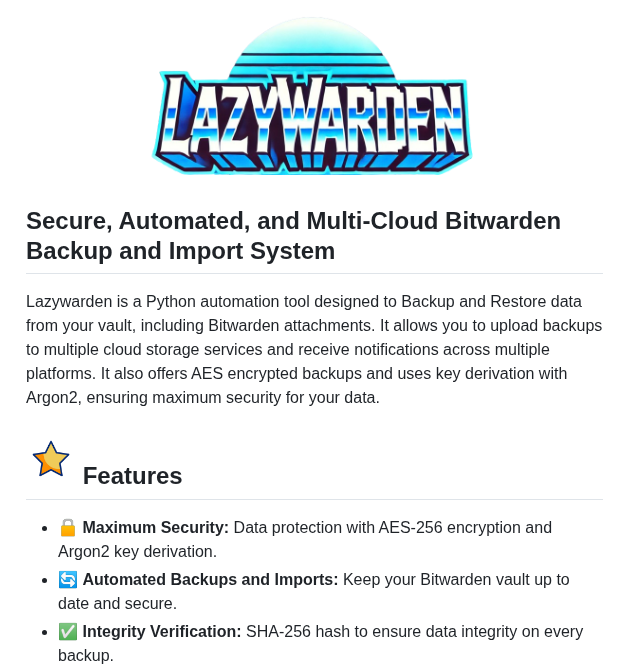 LAZYWARDEN
Secure, Automated, and Multi-Cloud Bitwarden
Backup and Import System
Lazywarden is a Python automation tool designed to Backup and Restore data
from your vault, including Bitwarden attachments. It allows you to upload backups
to multiple cloud storage services and receive notifications across multiple
platforms. It also offers AES encrypted backups and uses key derivation with
Argon2, ensuring maximum security for your data.
Features
Maximum Security: Data protection with AES-256 encryption and
Argon2 key derivation.
Automated Backups and Imports: Keep your Bitwarden vault up to
date and secure.
Integrity Verification: SHA-256 hash to ensure data integrity on every
backup.